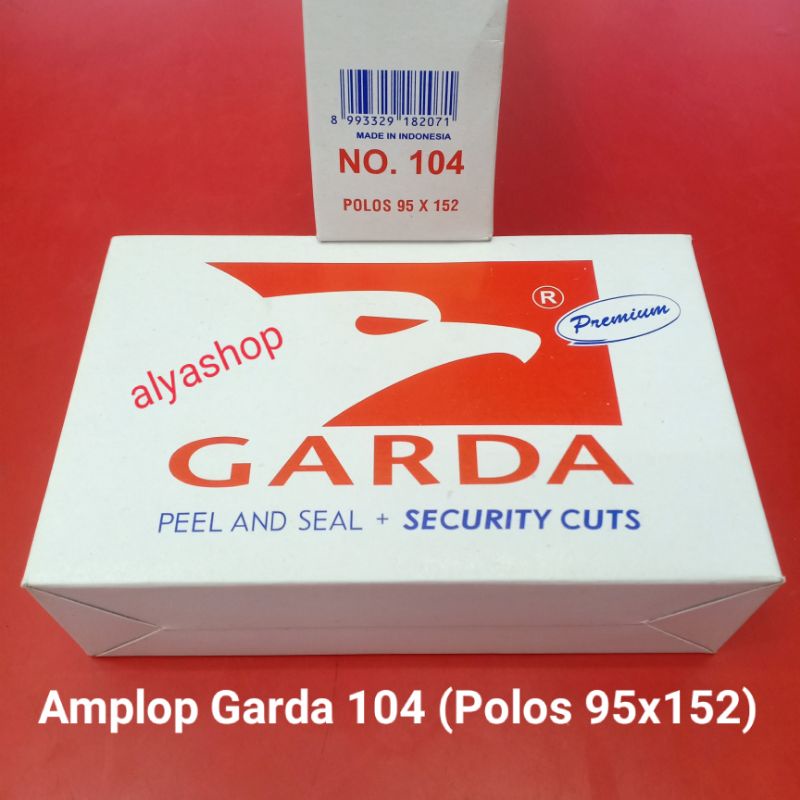 8 993329 182071
MADE IN INDONESIA
NO. 104
POLOS 95 X 152
®
Premium
alyashop
GARDA
PEEL AND SEAL + SECURITY CUTS
Amplop Garda 104 (Polos 95x152)